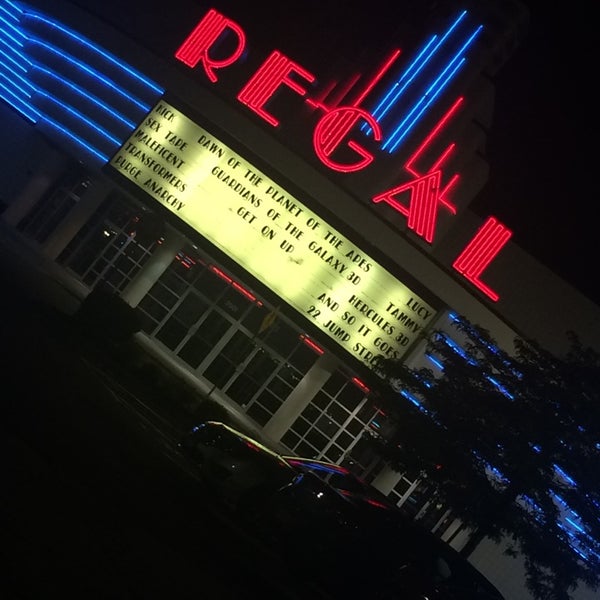 REGAL
KICK
SEX TAPE
MALEFICENT
TRANSFORMERS
PURGE ANARCHY
DAWN OF THE PLANET OF THE APES
GUARDIANS OF THE GALAXY 3D
GET ON UP
LUCY
TAMMY
HERCULES 3D
AND SO IT GOES
22 JUMP STRE